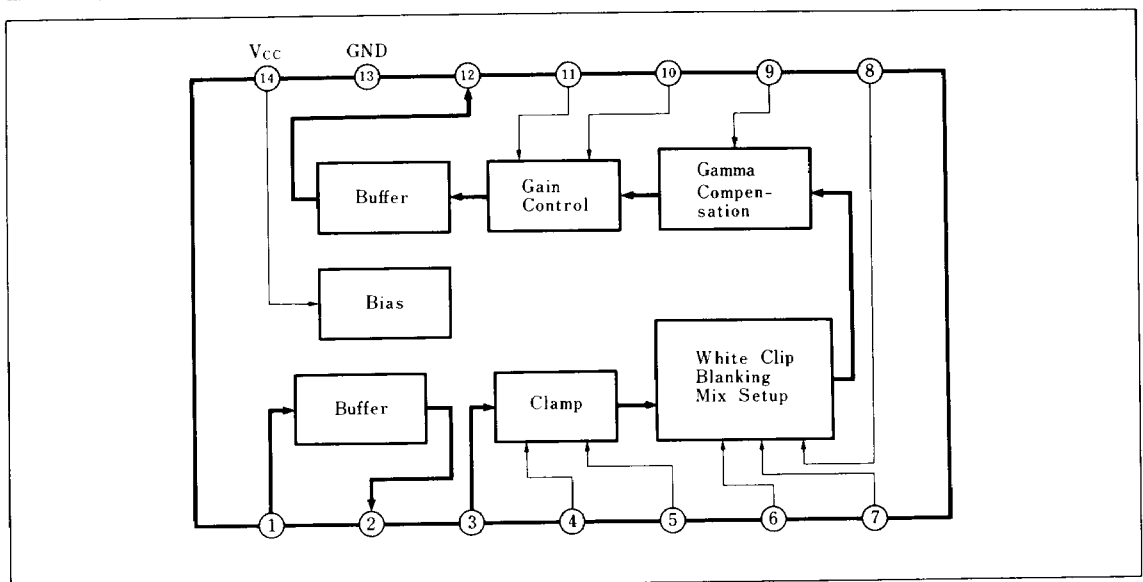 Vcc GND
14 13 12 11 10 9 8
Buffer
Gain
Control
Gamma
Compen-
sation
Bias
Buffer
Clamp
White Clip
Blanking
Mix Setup
1 2 3 4 5 6 7